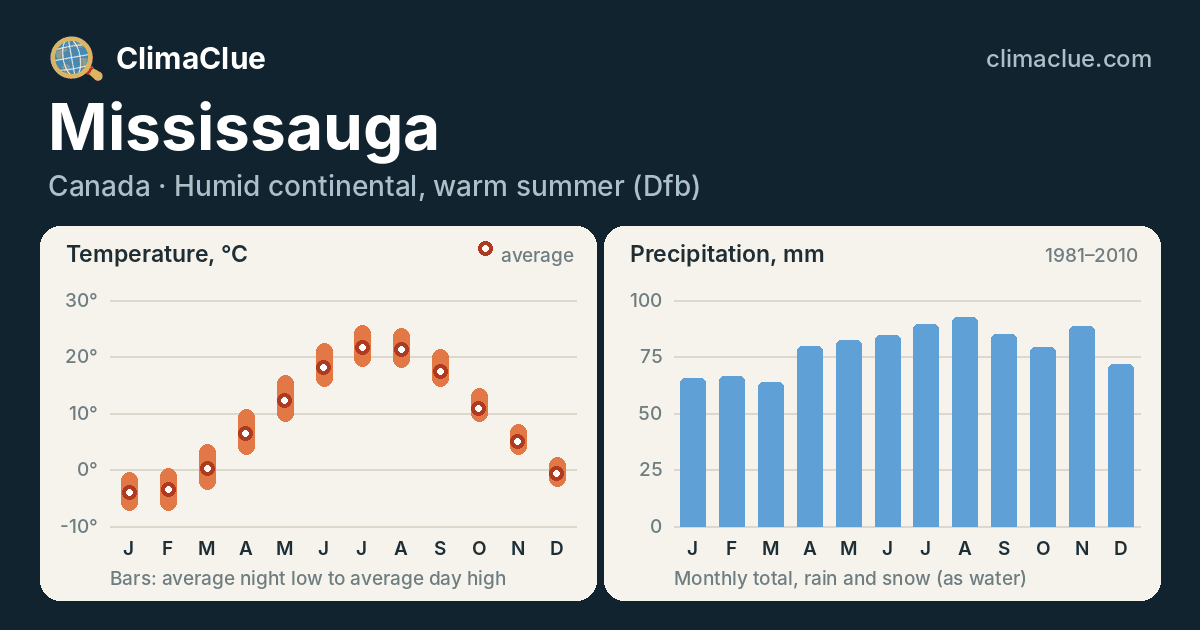 ClimaClue
climaclue.com
Mississauga
Canada · Humid continental, warm summer (Dfb)
Temperature, °C
average
30°
20°
10°
0°
-10°
J F M A M J J A S O N D
Bars: average night low to average day high
Precipitation, mm
1981–2010
100
75
50
25
0
J F M A M J J A S O N D
Monthly total, rain and snow (as water)